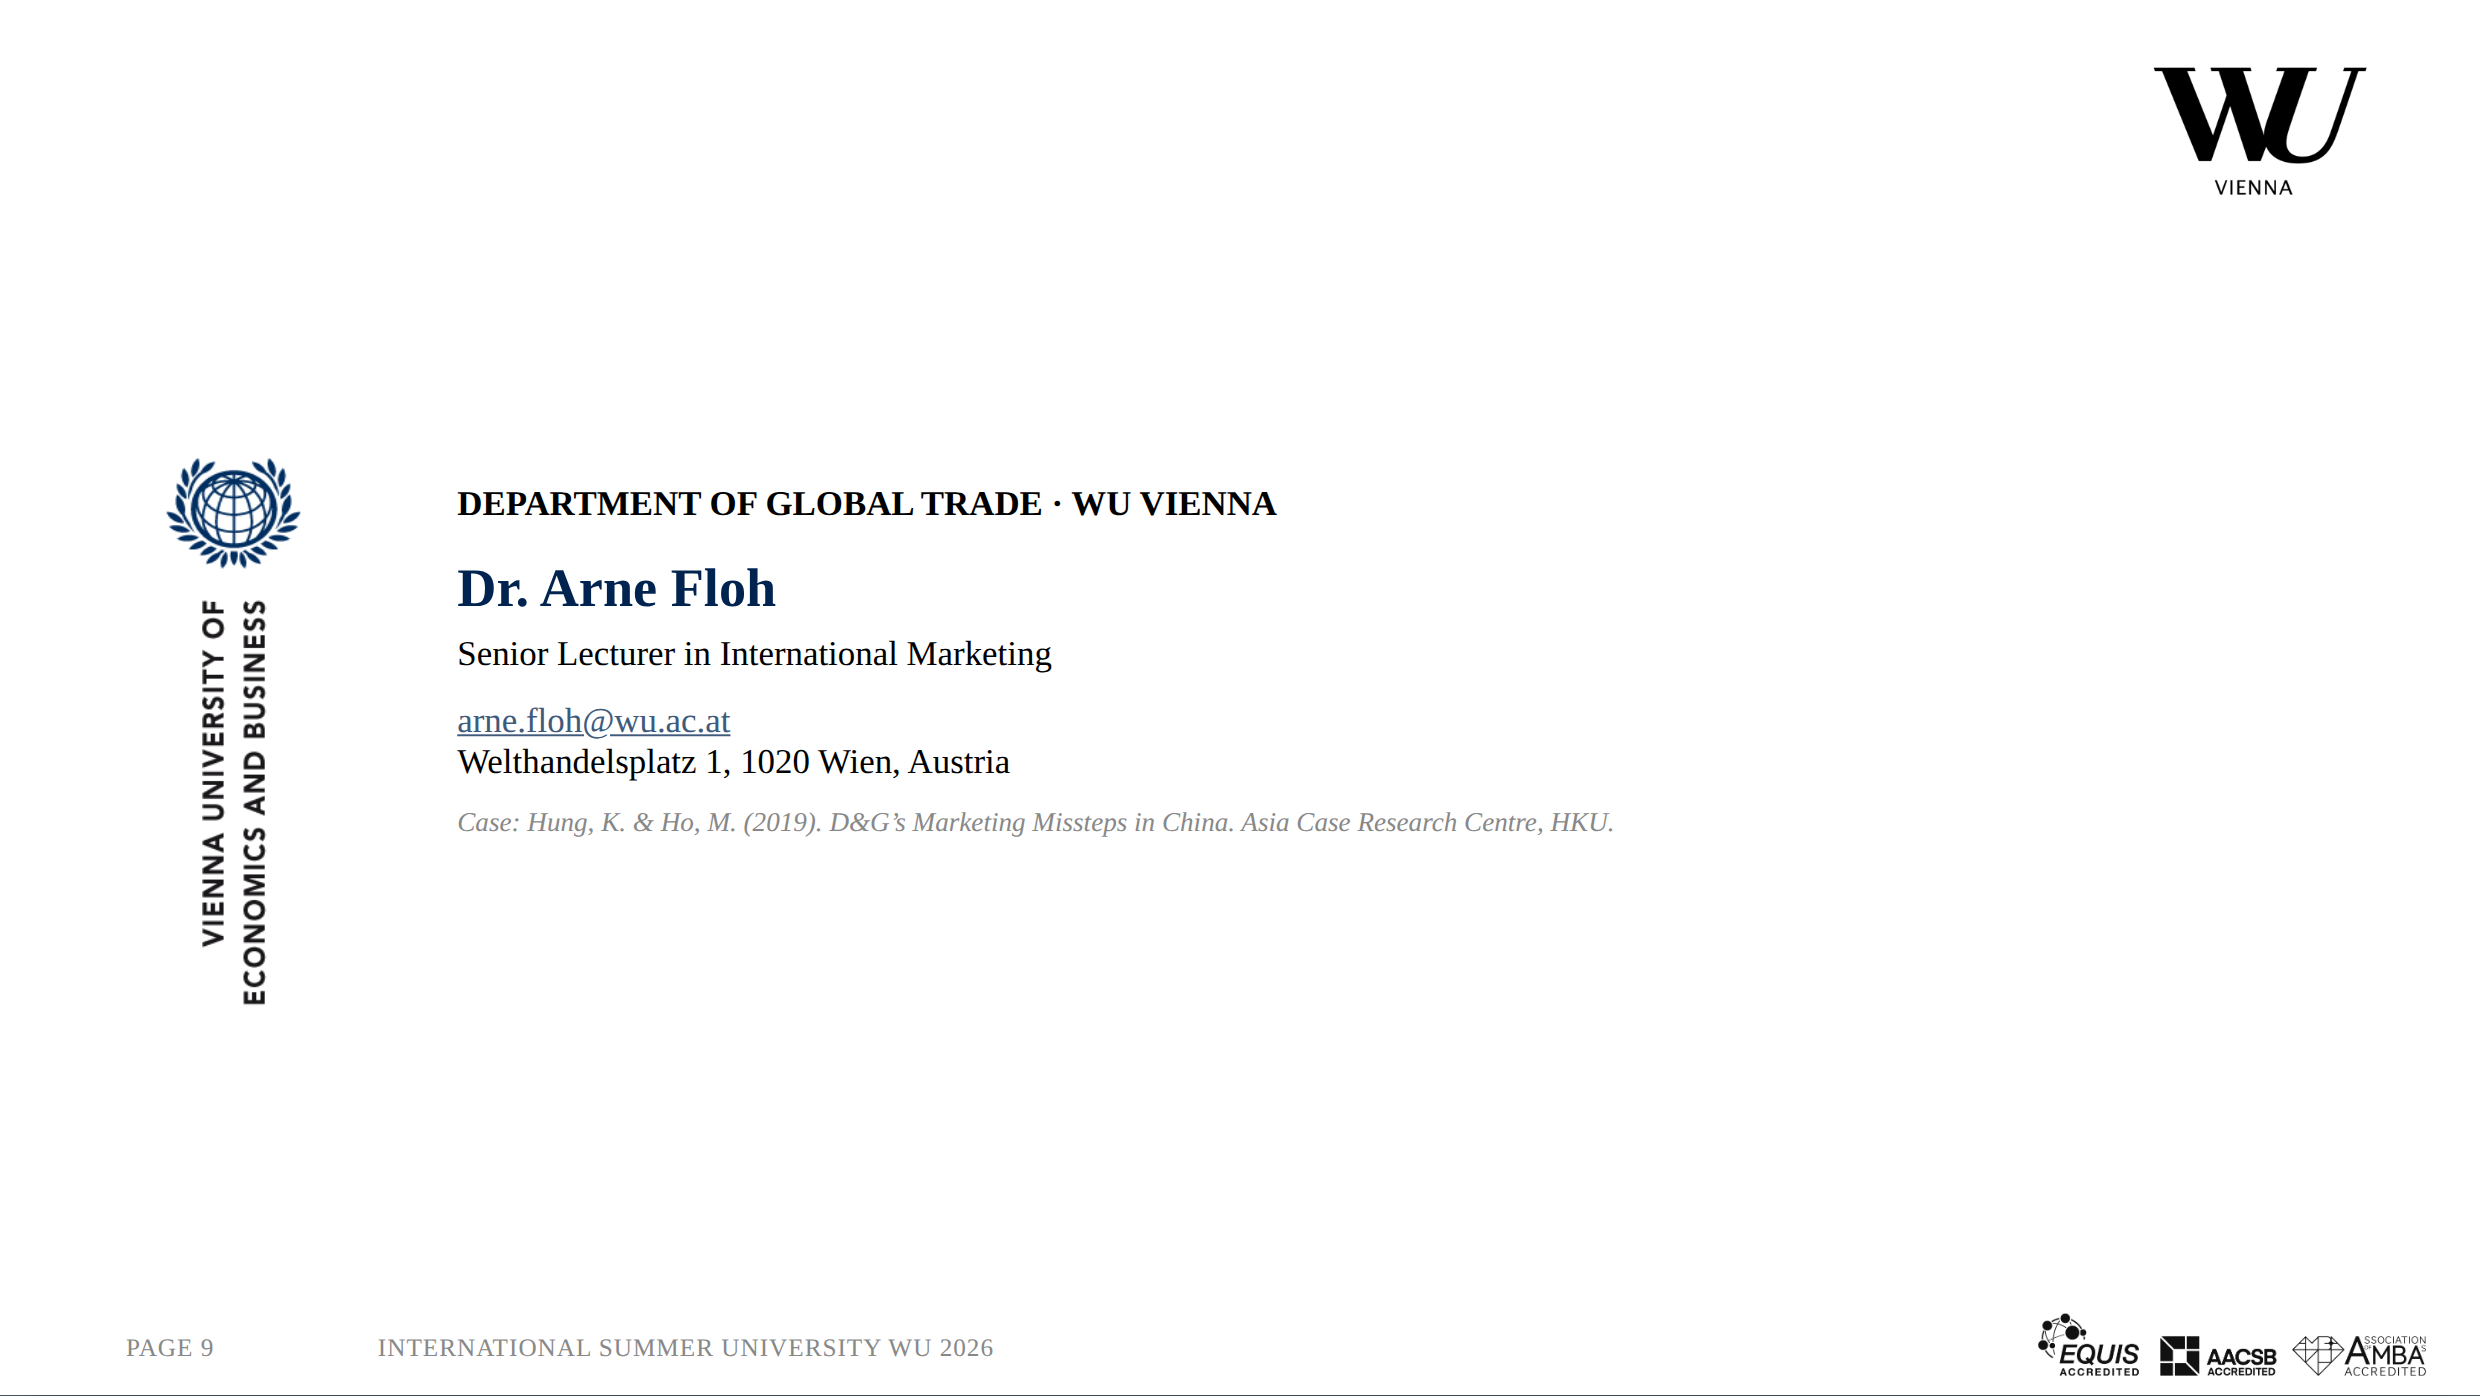 WU
VIENNA
VIENNA UNIVERSITY OF
ECONOMICS AND BUSINESS
DEPARTMENT OF GLOBAL TRADE · WU VIENNA
Dr. Arne Floh
Senior Lecturer in International Marketing
arne.floh@wu.ac.at
Welthandelsplatz 1, 1020 Wien, Austria
Case: Hung, K. & Ho, M. (2019). D&G’s Marketing Missteps in China. Asia Case Research Centre, HKU.
PAGE 9
INTERNATIONAL SUMMER UNIVERSITY WU 2026
EQUIS
ACCREDITED
AACSB
ACCREDITED
ASSOCIATION
OF
AMBAS
ACCREDITED